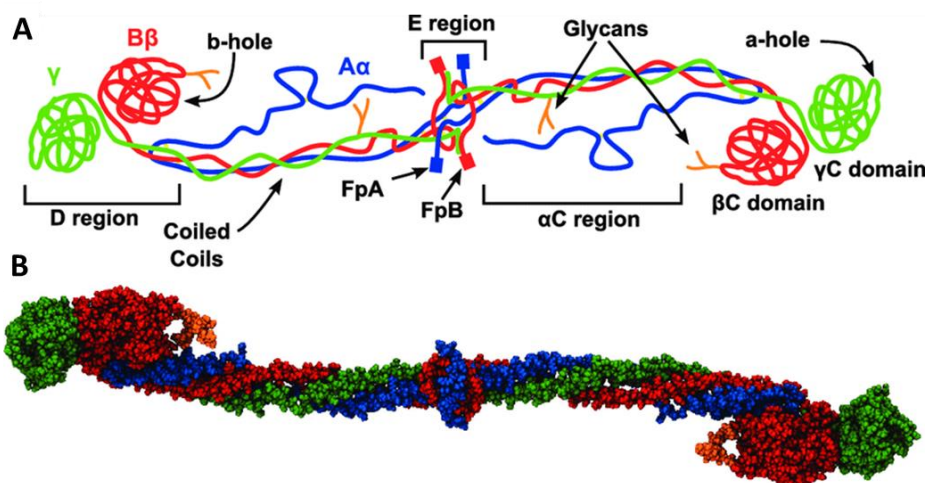 A
E region
Glycans
a-hole
Bβ
b-hole
γ
Aα
D region
Coiled
Coils
FpA
FpB
αC region
βC domain
γC domain
B